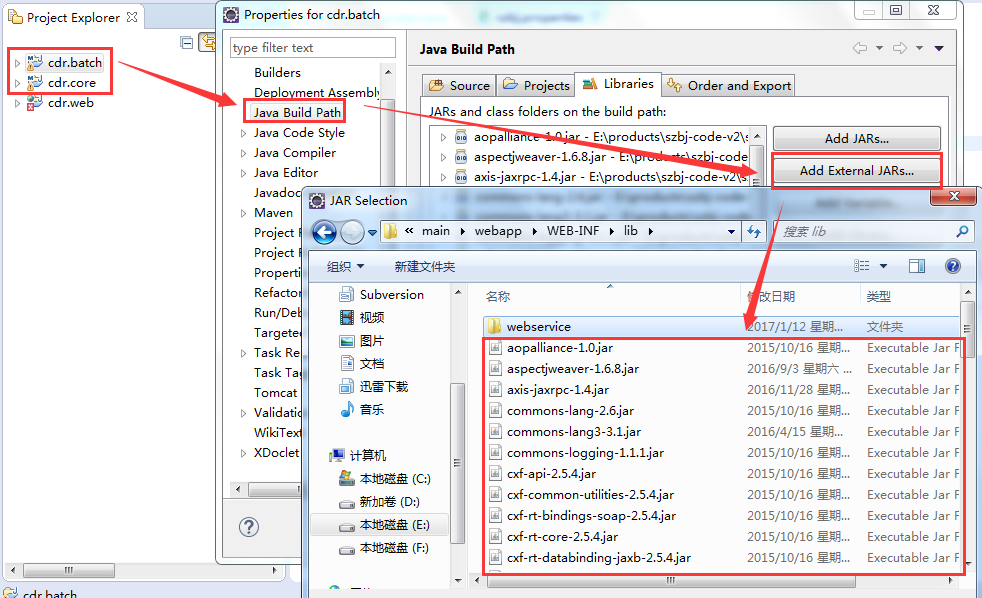 Project Explorer
cdr.batch
cdr.core
cdr.web
cdr.batch
Properties for cdr.batch
type filter text
Builders
Deployment Assembly
Java Build Path
Java Code Style
Java Compiler
Java Editor
Javadoc
Maven
Project F
Project F
Project F
Properti
Refactor
Run/Deb
Targetec
Task Re
Task Tag
Tomcat
Validatio
WikiText
XDoclet
Java Build Path
Source
Projects
Libraries
Order and Export
JARs and class folders on the build path:
aopalliance-1.0.jar - E:\products\szbj-code-v2\s
aspectjweaver-1.6.8.jar - E:\products\szbj-code
axis-jaxrpc-1.4.jar - E:\products\szbj-code-v2\s
Add JARs...
Add External JARs...
JAR Selection
« main webapp WEB-INF lib
搜索 lib
组织
新建文件夹
Subversion
视频
图片
文档
迅雷下载
音乐
计算机
本地磁盘 (C:)
新加卷 (D:)
本地磁盘 (E:)
本地磁盘 (F:)
名称 修改日期 类型
webservice 2017/1/12 星期... 文件夹
aopalliance-1.0.jar 2015/10/16 星期... Executable Jar F
aspectjweaver-1.6.8.jar 2016/9/3 星期六 ... Executable Jar F
axis-jaxrpc-1.4.jar 2016/11/28 星期... Executable Jar F
commons-lang-2.6.jar 2015/10/16 星期... Executable Jar F
commons-lang3-3.1.jar 2016/4/15 星期... Executable Jar F
commons-logging-1.1.1.jar 2015/10/16 星期... Executable Jar F
cxf-api-2.5.4.jar 2015/10/16 星期... Executable Jar F
cxf-common-utilities-2.5.4.jar 2015/10/16 星期... Executable Jar F
cxf-rt-bindings-soap-2.5.4.jar 2015/10/16 星期... Executable Jar F
cxf-rt-core-2.5.4.jar 2015/10/16 星期... Executable Jar F
cxf-rt-databinding-jaxb-2.5.4.jar 2015/10/16 星期... Executable Jar F